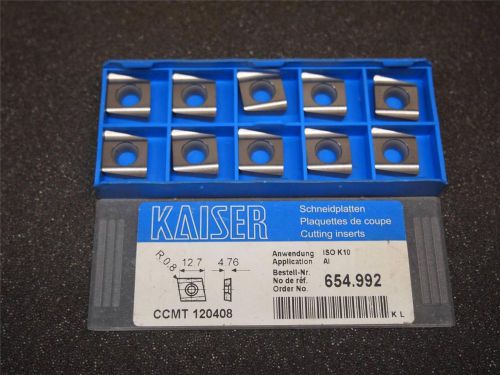 KAISER
Schneidplatten
Plaquettes de coupe
Cutting inserts
R 0.8
12.7
4.76
CCMT 120408
Anwendung ISO K10
Application Al
Bestell-Nr.
No de réf. 654.992
Order No.
K L